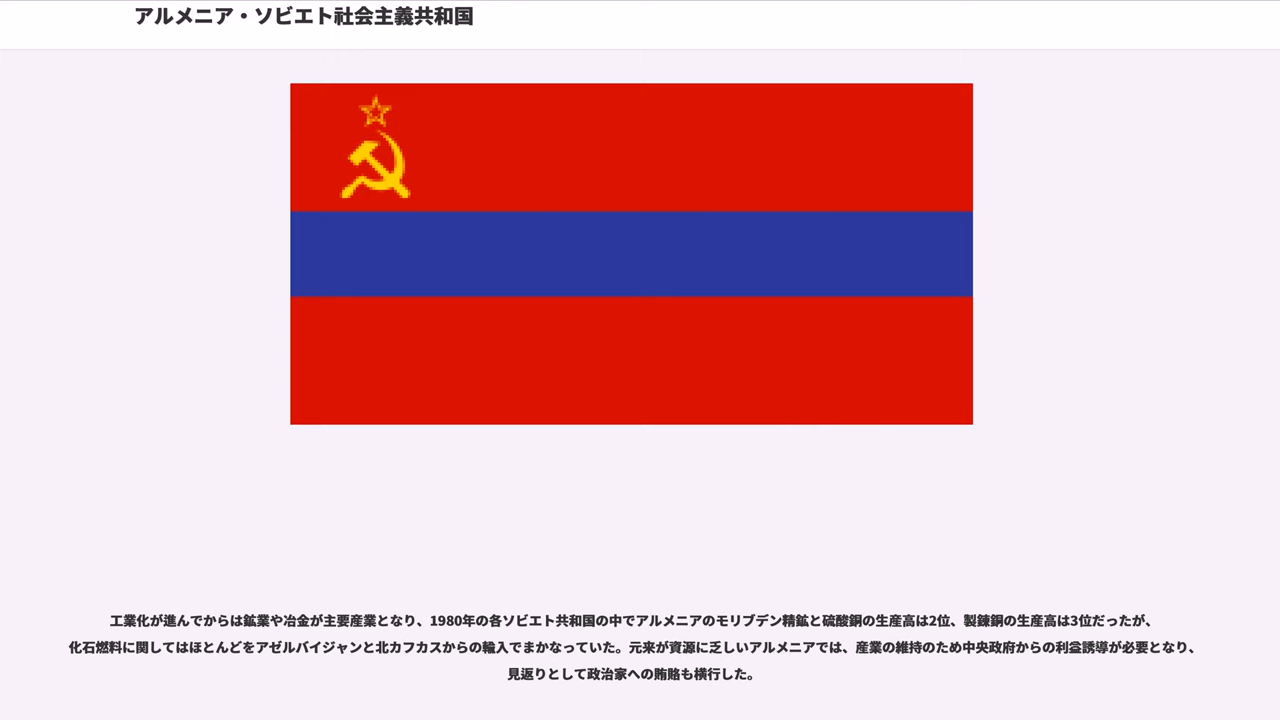 アルメニア・ソビエト社会主義共和国
工業化が進んでからは鉱業や冶金が主要産業となり、1980年の各ソビエト共和国の中でアルメニアのモリブデン精鉱と硫酸銅の生産高は2位、製錬銅の生産高は3位だったが、
化石燃料に関してはほとんどをアゼルバイジャンと北カフカスからの輸入でまかなっていた。元来が資源に乏しいアルメニアでは、産業の維持のため中央政府からの利益誘導が必要となり、
見返りとして政治家への賄賂も横行した。